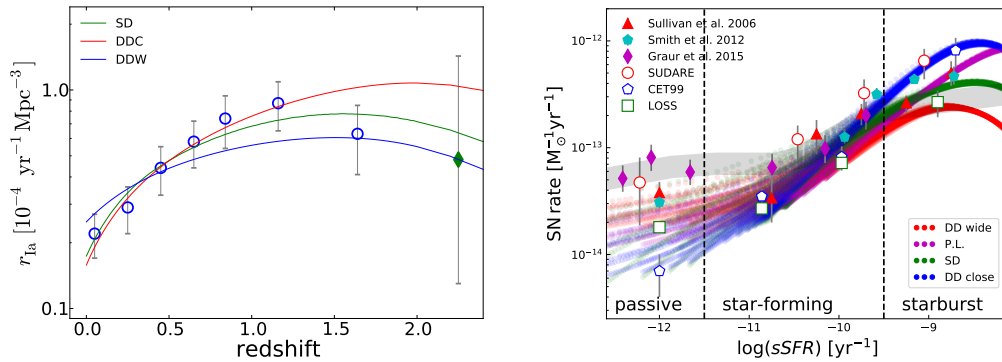 SD
DDC
DDW
r_Ia [10^{-4} yr^{-1} Mpc^{-3}]
1.0
0.1
0.0 0.5 1.0 1.5 2.0
redshift
Sullivan et al. 2006
Smith et al. 2012
Graur et al. 2015
SUDARE
CET99
LOSS
SN rate [M_⊙^{-1}yr^{-1}]
10^{-12}
10^{-13}
10^{-14}
DD wide
P.L.
SD
DD close
passive star-forming starburst
−12 −11 −10 −9
log(sSFR) [yr^{-1}]